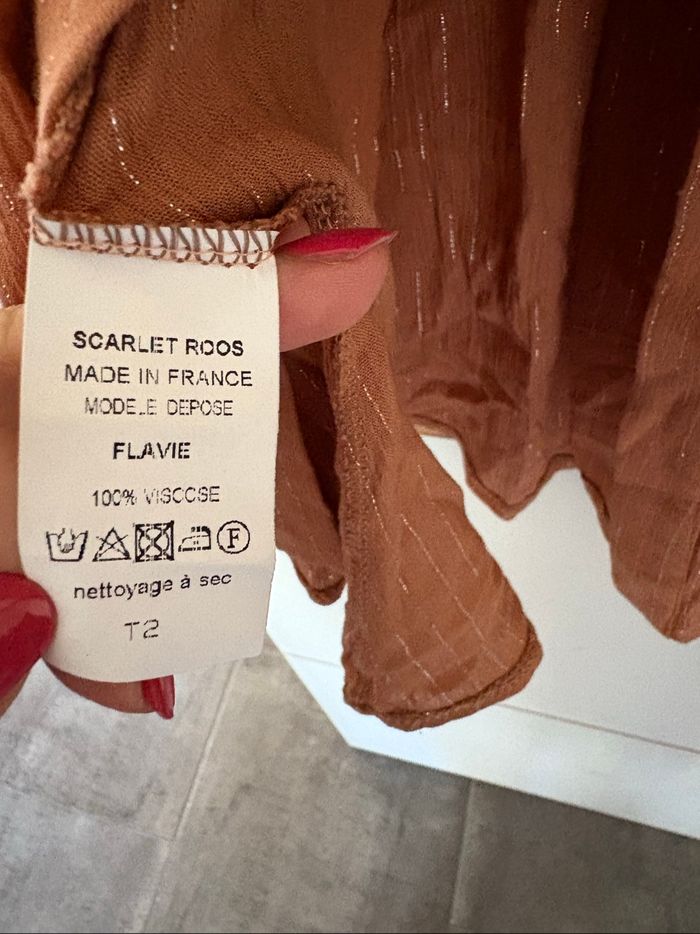 SCARLET ROOS
MADE IN FRANCE
MODELE DEPOSE
FLAVIE
100% VISCOSE
F
nettoyage à sec
T2